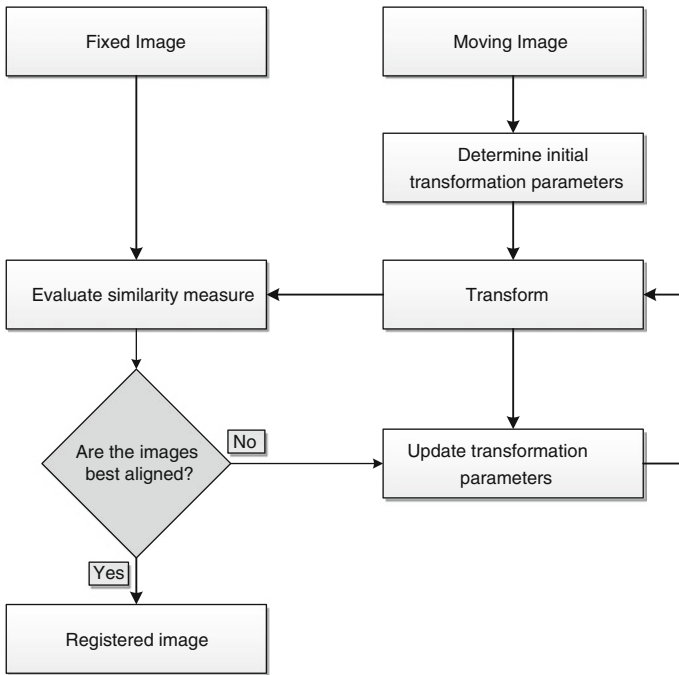 Fixed Image
Moving Image
Determine initial
transformation parameters
Evaluate similarity measure
Transform
Are the images
best aligned?
No
Update transformation
parameters
Yes
Registered image